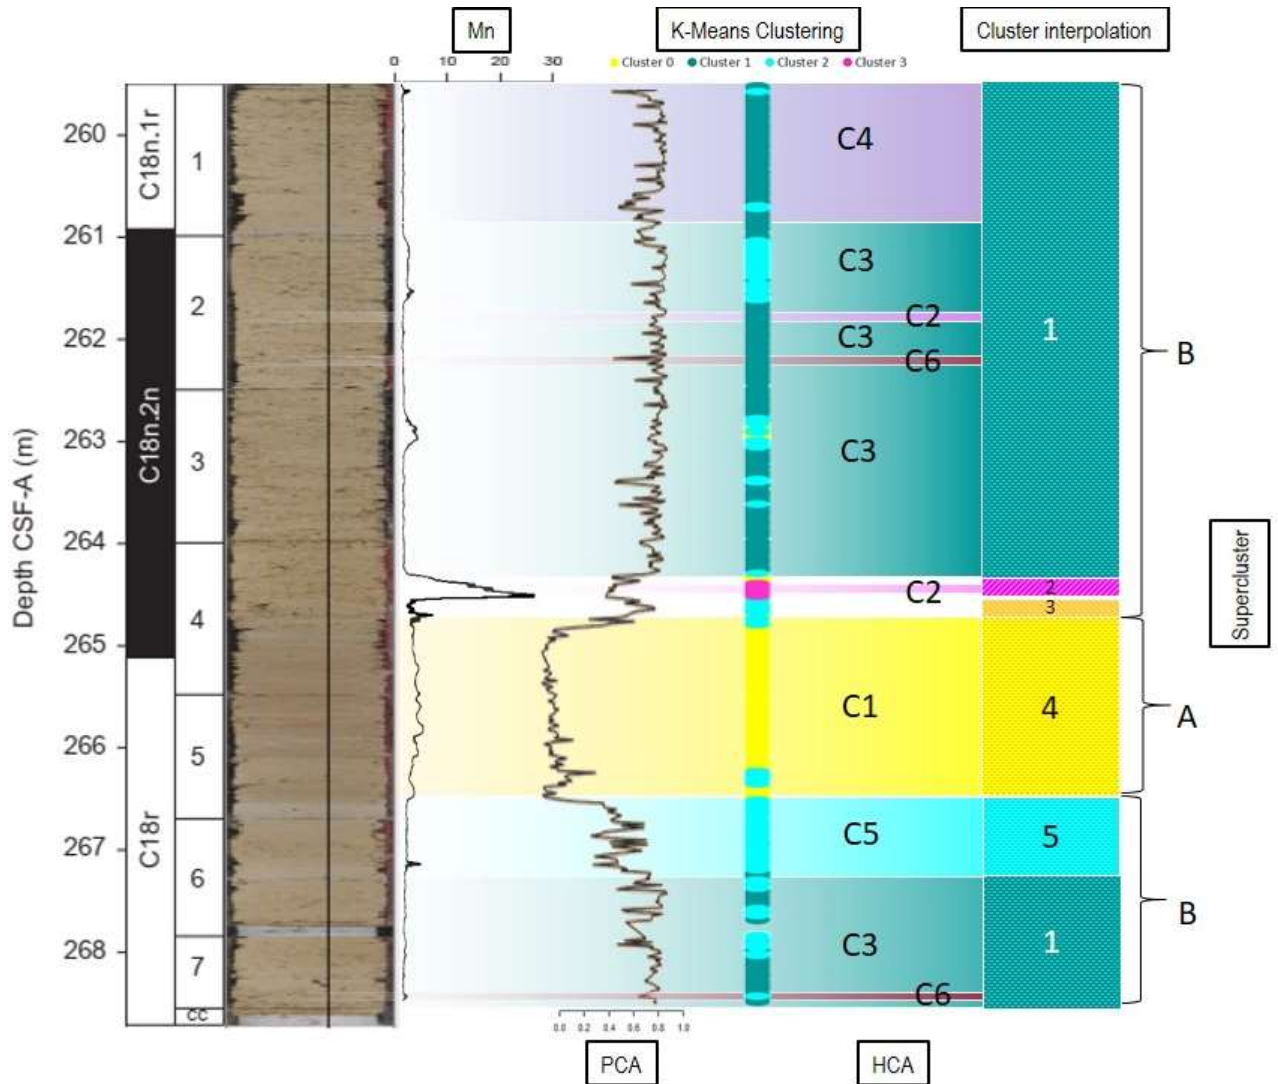 Mn
K-Means Clustering
Cluster interpolation
Cluster 0 Cluster 1 Cluster 2 Cluster 3
0 10 20 30
Depth CSF-A (m)
260
261
262
263
264
265
266
267
268
C18n.1r
C18n.2n
C18r
1
2
3
4
5
6
7
cc
C4
C3
C2
C3
C6
C3
C2
C1
C5
C3
C6
1
2
3
4
5
1
B
A
B
Supercluster
0.0 0.2 0.4 0.6 0.8 1.0
PCA
HCA